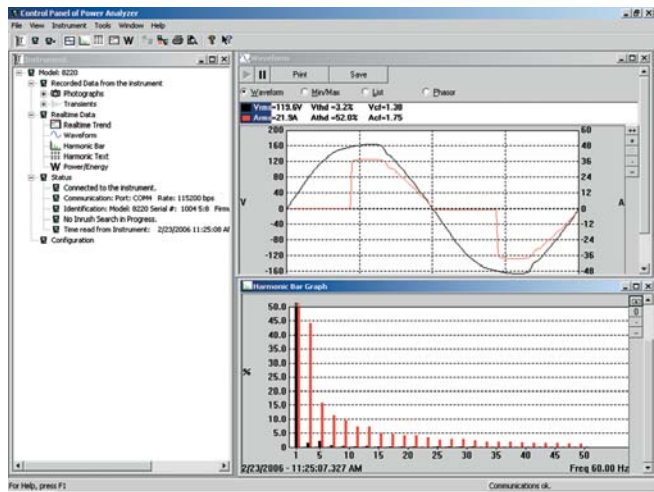 Control Panel of Power Analyzer
File View Instrument Tools Window Help
W
Instrument
Model: 8220
Recorded Data from the instrument
Photographs
Transients
Realtime Data
Realtime Trend
Waveform
Harmonic Bar
Harmonic Text
W Power/Energy
Status
Connected to the instrument.
Communication: Port: COM4 Rate: 115200 bps
Identification: Model: 8220 Serial #: Firm
No Inrush Search in Progress.
Time read from Instrument: 2/23/2006 11:25:08 AM
Configuration
Waveform
Print Save
Waveform Min/Max List Phasor
Vrms=119.6V Vthd =3.2% Vcf=1.38
Arms=21.9A Athd =52.0% Acf=1.75
200 60
160 48
120 36
80 24
40 12
V 0 0 A
-40 -12
-80 -24
-120 -36
-160 -48
Harmonic Bar Graph
50.0
45.0
40.0
35.0
30.0
%
25.0
20.0
15.0
10.0
5.0
0
1 5 10 15 20 25 30 35 40 45 50
2/23/2006 - 11:25:07.327 AM Freq 60.00 Hz
For Help, press F1 Communications ok.